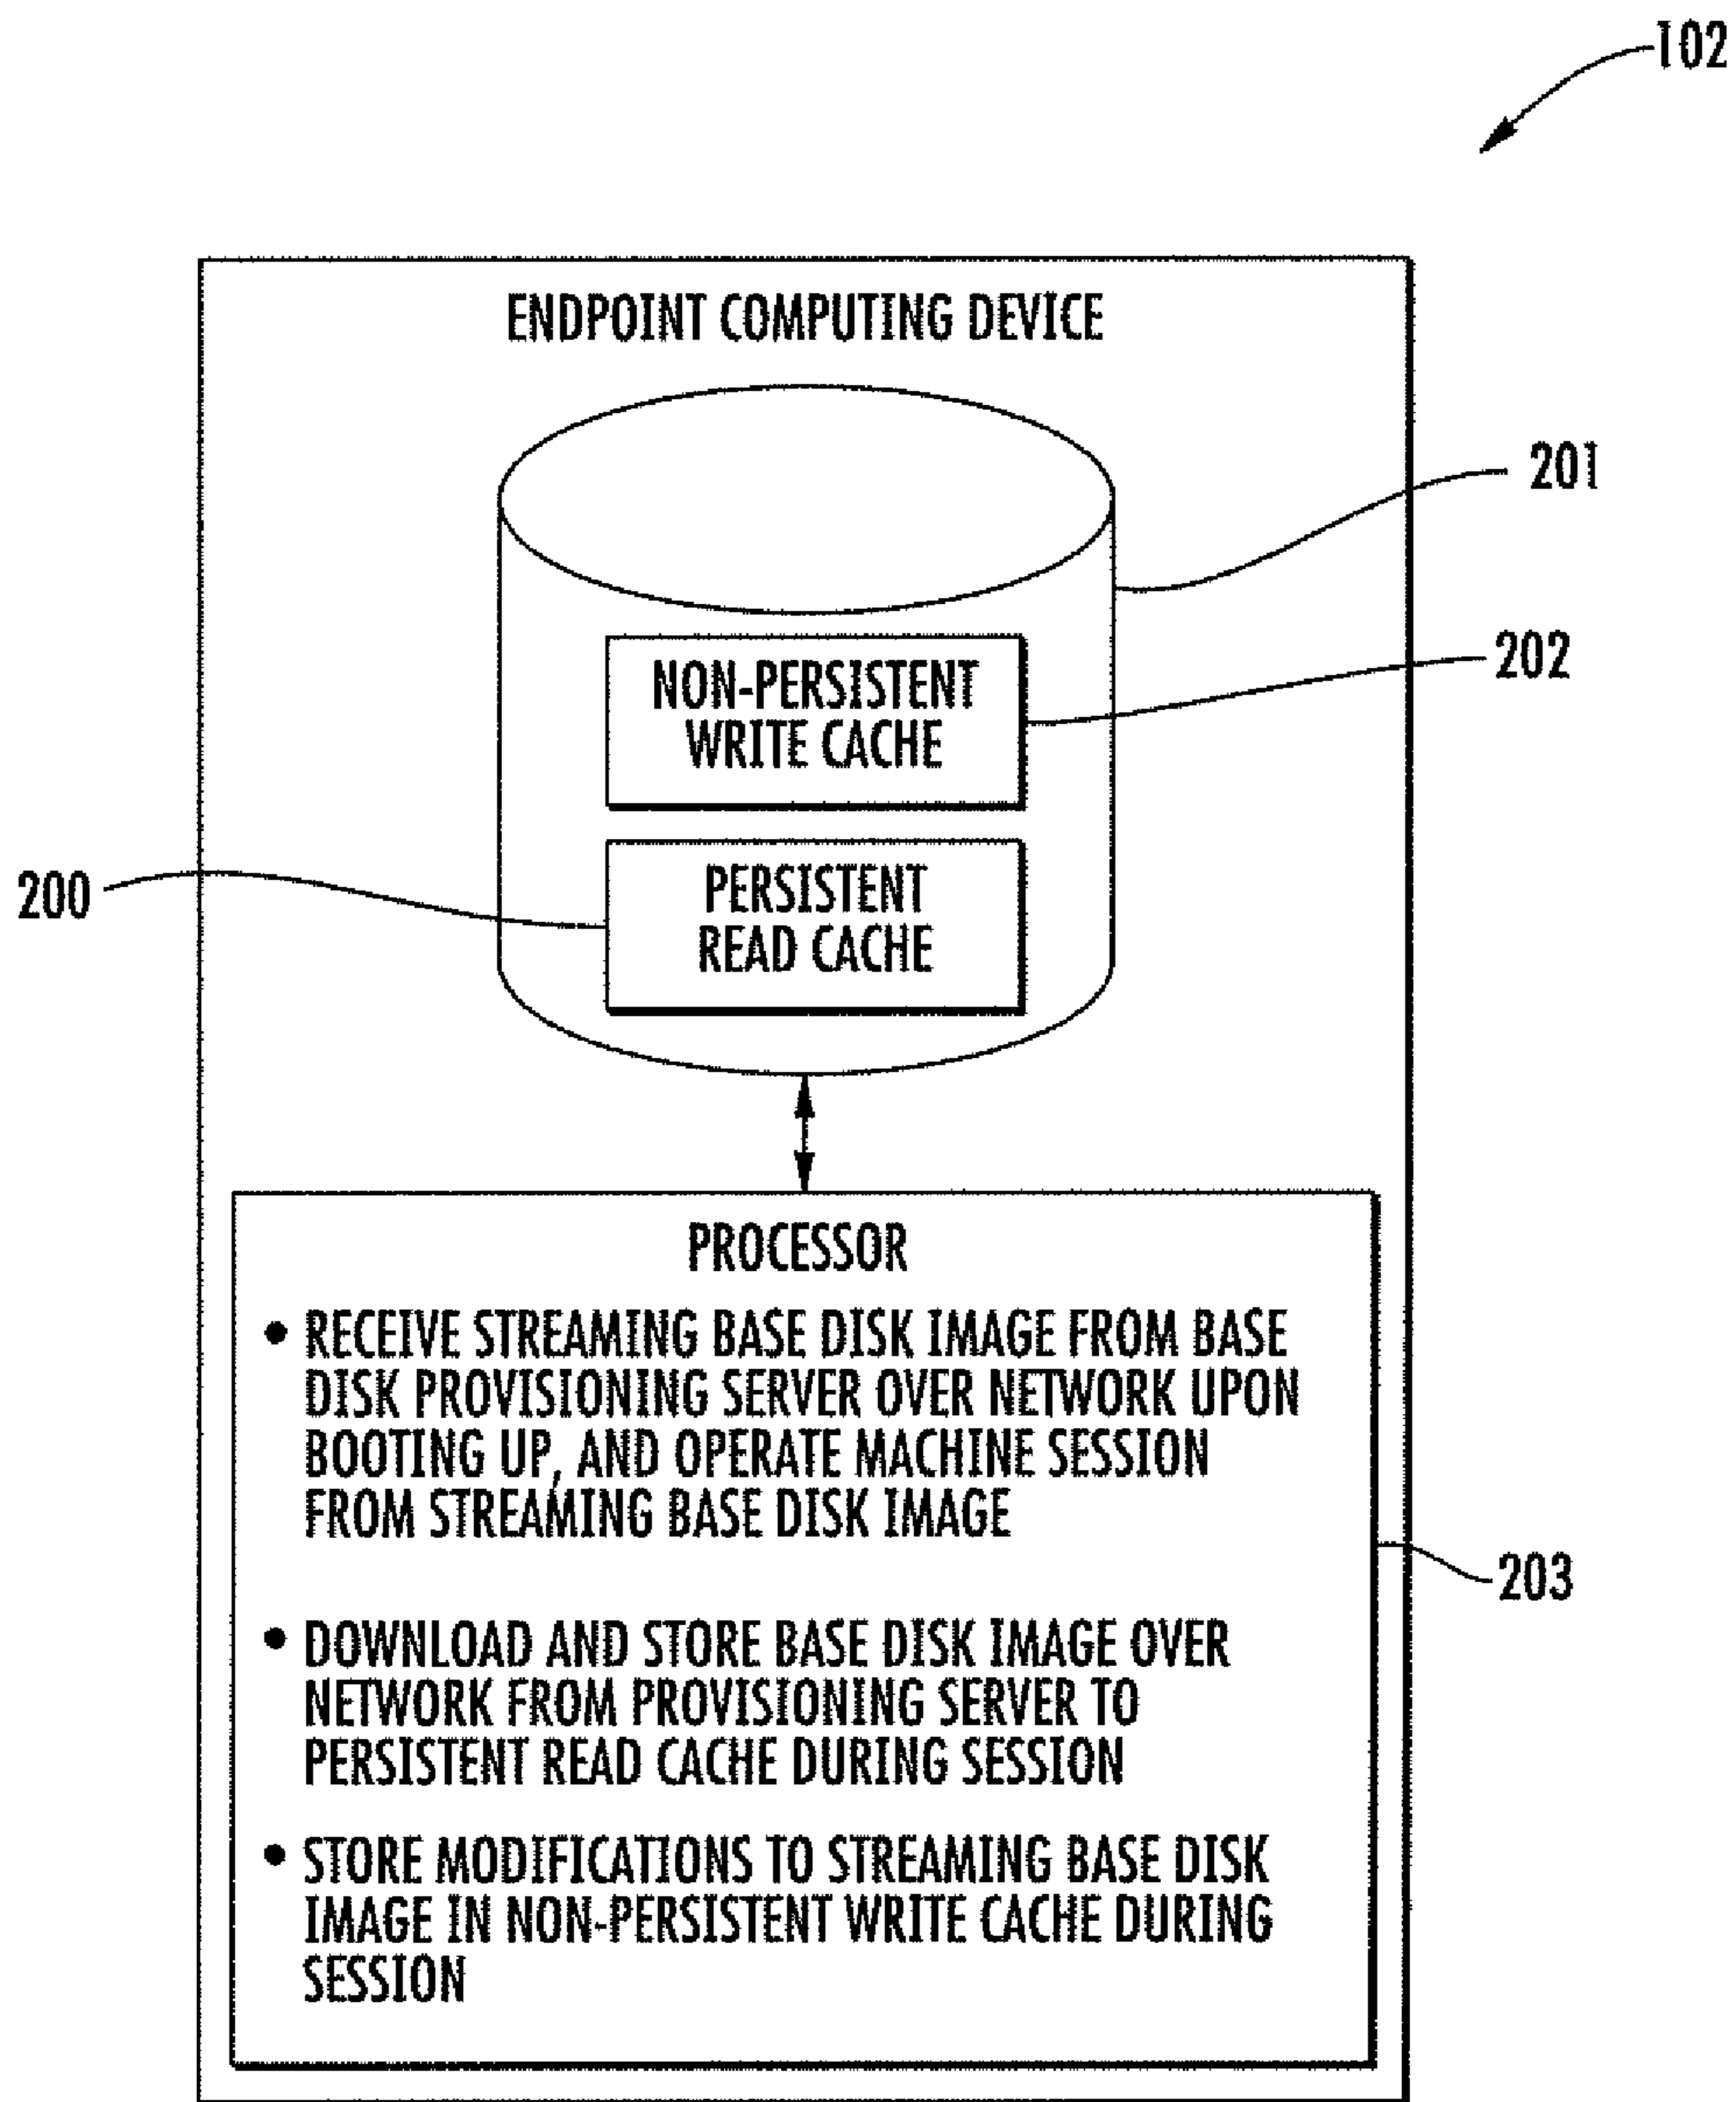 102
ENDPOINT COMPUTING DEVICE
201
NON-PERSISTENT
WRITE CACHE
202
PERSISTENT
READ CACHE
200
PROCESSOR
• RECEIVE STREAMING BASE DISK IMAGE FROM BASE
DISK PROVISIONING SERVER OVER NETWORK UPON
BOOTING UP, AND OPERATE MACHINE SESSION
FROM STREAMING BASE DISK IMAGE
203
• DOWNLOAD AND STORE BASE DISK IMAGE OVER
NETWORK FROM PROVISIONING SERVER TO
PERSISTENT READ CACHE DURING SESSION
• STORE MODIFICATIONS TO STREAMING BASE DISK
IMAGE IN NON-PERSISTENT WRITE CACHE DURING
SESSION